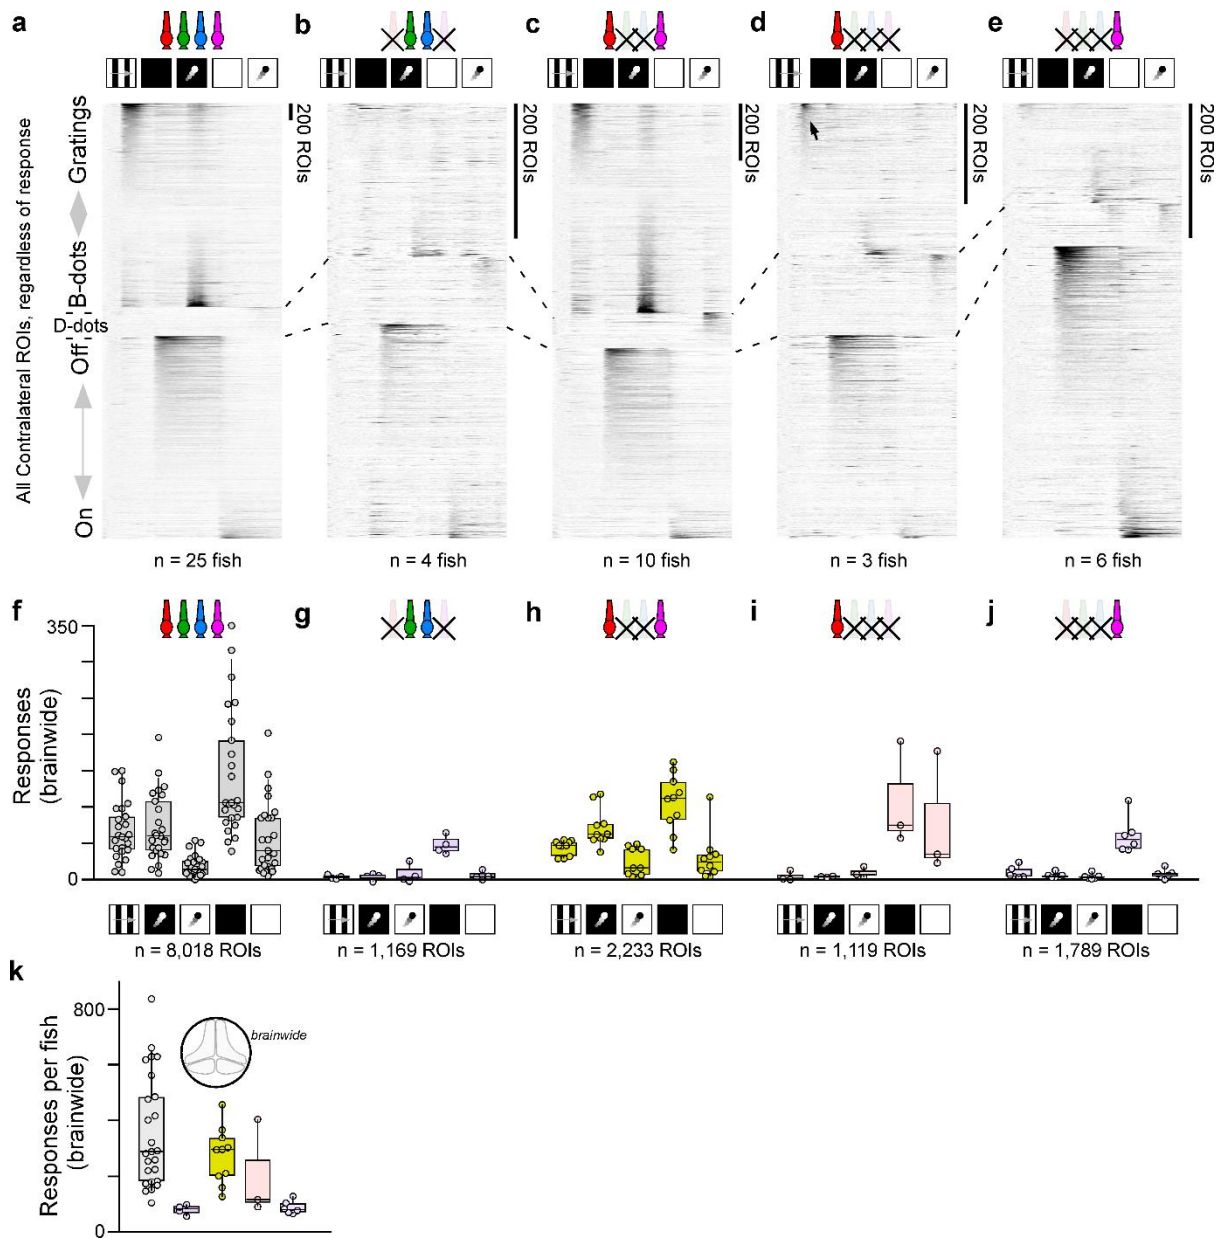 a
b
c
d
e
All Contralateral ROIs, regardless of response
Gratings
B-dots
D-dots
Off
On
200 ROIs
200 ROIs
200 ROIs
200 ROIs
200 ROIs
n = 25 fish
n = 4 fish
n = 10 fish
n = 3 fish
n = 6 fish
f
g
h
i
j
Responses
(brainwide)
350
0
n = 8,018 ROIs
n = 1,169 ROIs
n = 2,233 ROIs
n = 1,119 ROIs
n = 1,789 ROIs
k
Responses per fish
(brainwide)
800
0
brainwide